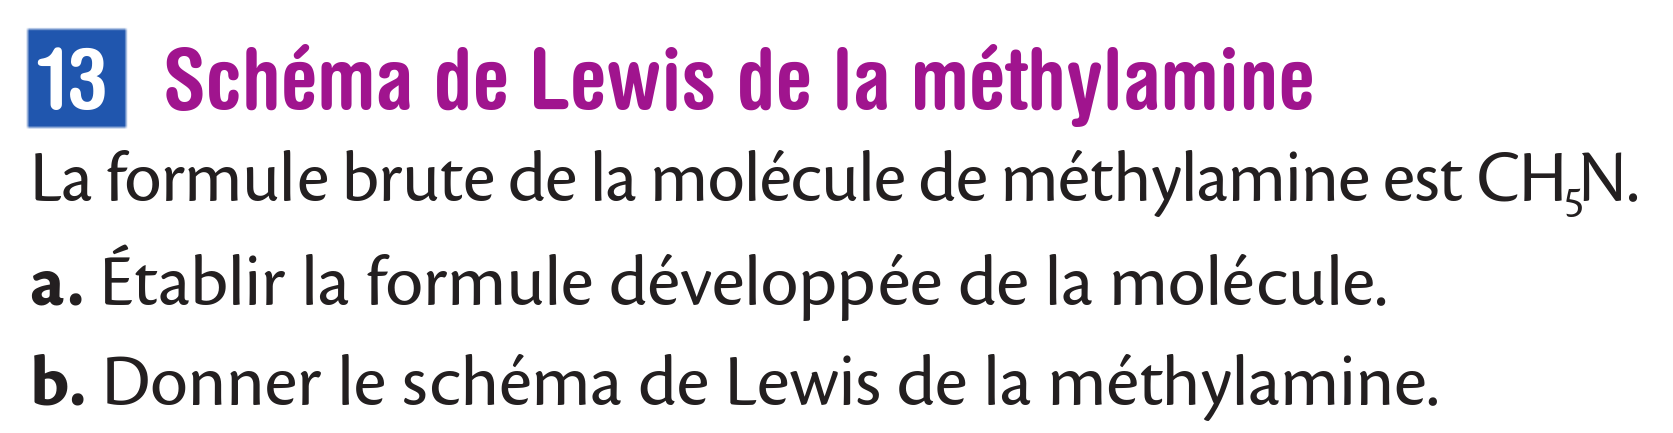 13 Schéma de Lewis de la méthylamine
La formule brute de la molécule de méthylamine est CH₅N.
a. Établir la formule développée de la molécule.
b. Donner le schéma de Lewis de la méthylamine.